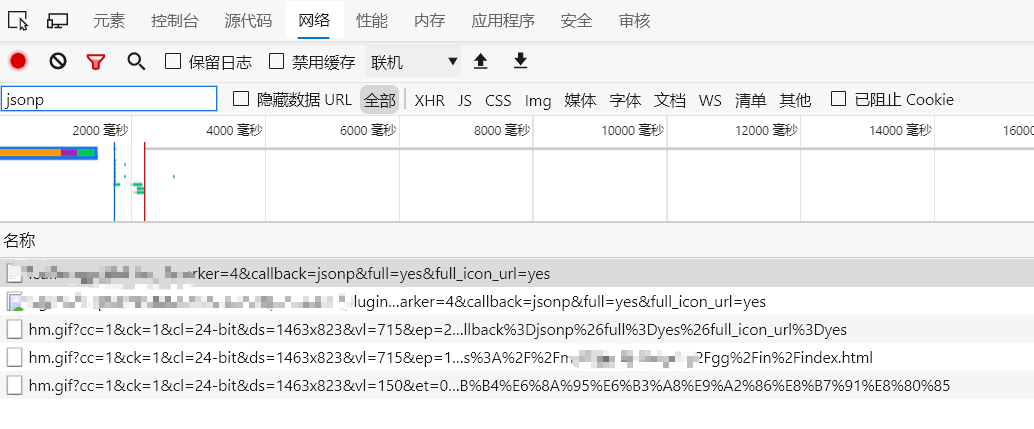 元素 控制台 源代码 网络 性能 内存 应用程序 安全 审核
保留日志 禁用缓存 联机
jsonp 隐藏数据 URL 全部 XHR JS CSS Img 媒体 字体 文档 WS 清单 其他 已阻止 Cookie
2000 毫秒 4000 毫秒 6000 毫秒 8000 毫秒 10000 毫秒 12000 毫秒 14000 毫秒 16000
名称
arker=4&callback=jsonp&full=yes&full_icon_url=yes
lugin...arker=4&callback=jsonp&full=yes&full_icon_url=yes
hm.gif?cc=1&ck=1&cl=24-bit&ds=1463x823&vl=715&ep=2...llback%3Djsonp%26full%3Dyes%26full_icon_url%3Dyes
hm.gif?cc=1&ck=1&cl=24-bit&ds=1463x823&vl=715&ep=1...s%3A%2F%2Fm 2Fgg%2Fin%2Findex.html
hm.gif?cc=1&ck=1&cl=24-bit&ds=1463x823&vl=150&et=0...B%B4%E6%8A%95%E6%B3%A8%E9%A2%86%E8%B7%91%E8%80%85